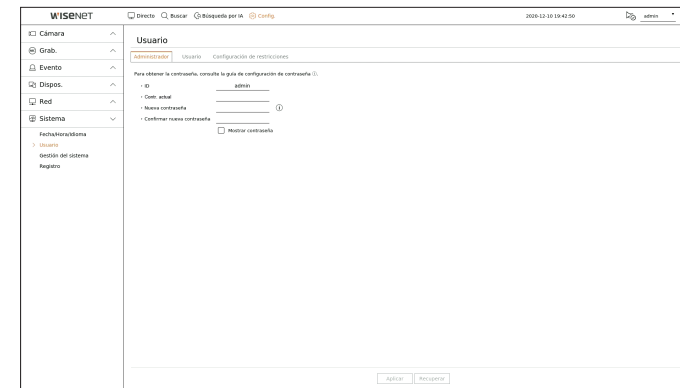 WISENET
Directo Buscar Búsqueda por IA Config. 2020-12-10 19:42:50 admin
Cámara
Grab.
Evento
Dispos.
Red
Sistema
Fecha/Hora/Idioma
> Usuario
Gestión del sistema
Registro
Usuario
Administrador Usuario Configuración de restricciones
Para obtener la contraseña, consulte la guía de configuración de contraseña ⓘ.
ID admin
Contr. actual
Nueva contraseña
Confirmar nueva contraseña
Mostrar contraseña
Aplicar Recuperar